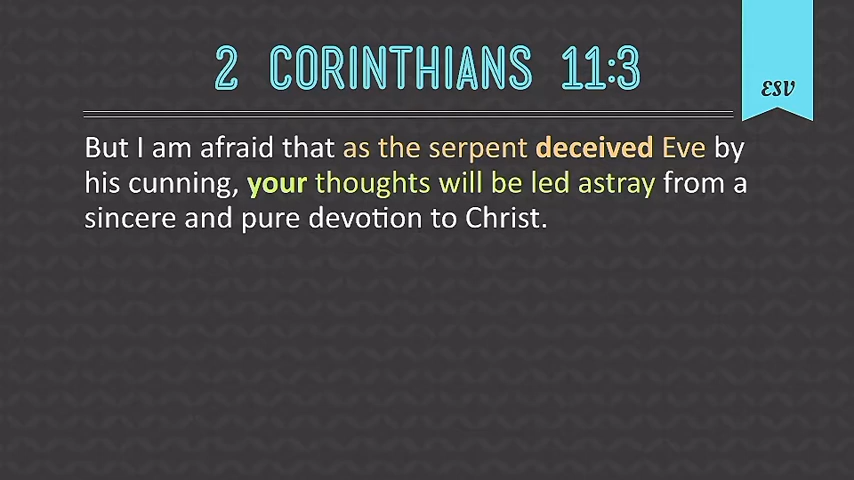 2 CORINTHIANS 11:3
ESV
But I am afraid that as the serpent deceived Eve by
his cunning, your thoughts will be led astray from a
sincere and pure devotion to Christ.